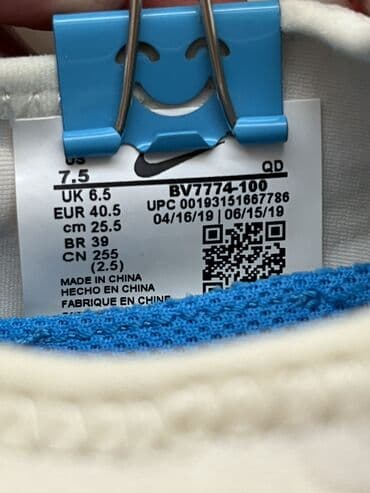 US
7.5
QD
UK 6.5
BV7774-100
EUR 40.5
UPC 00193151667786
cm 25.5
04/16/19 | 06/15/19
BR 39
CN 255
(2.5)
MADE IN CHINA
HECHO EN CHINA
FABRIQUE EN CHINE